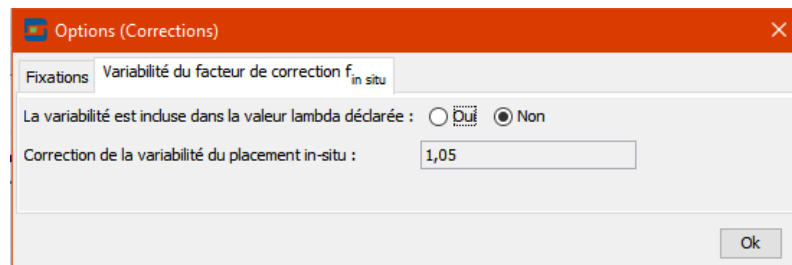 Options (Corrections)
Fixations Variabilité du facteur de correction f in situ
La variabilité est incluse dans la valeur lambda déclarée : Oui Non
Correction de la variabilité du placement in-situ : 1,05
Ok